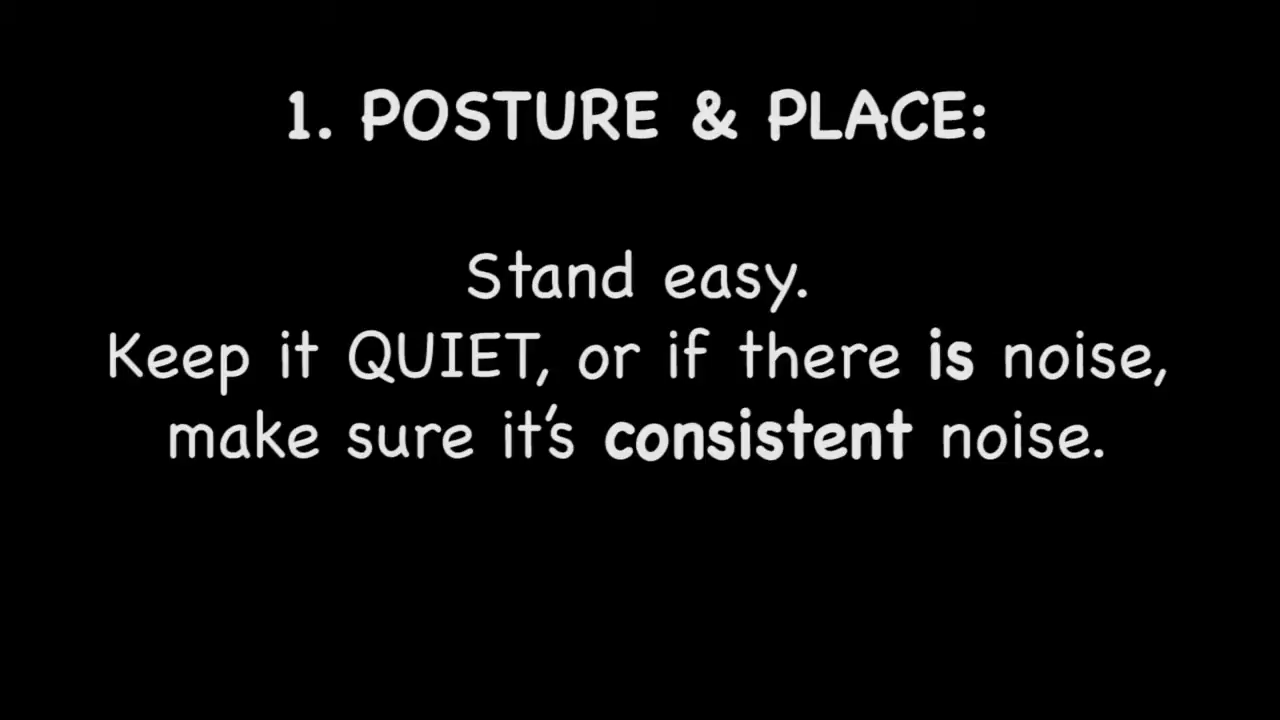 1. POSTURE & PLACE:
Stand easy.
Keep it QUIET, or if there is noise,
make sure it's consistent noise.